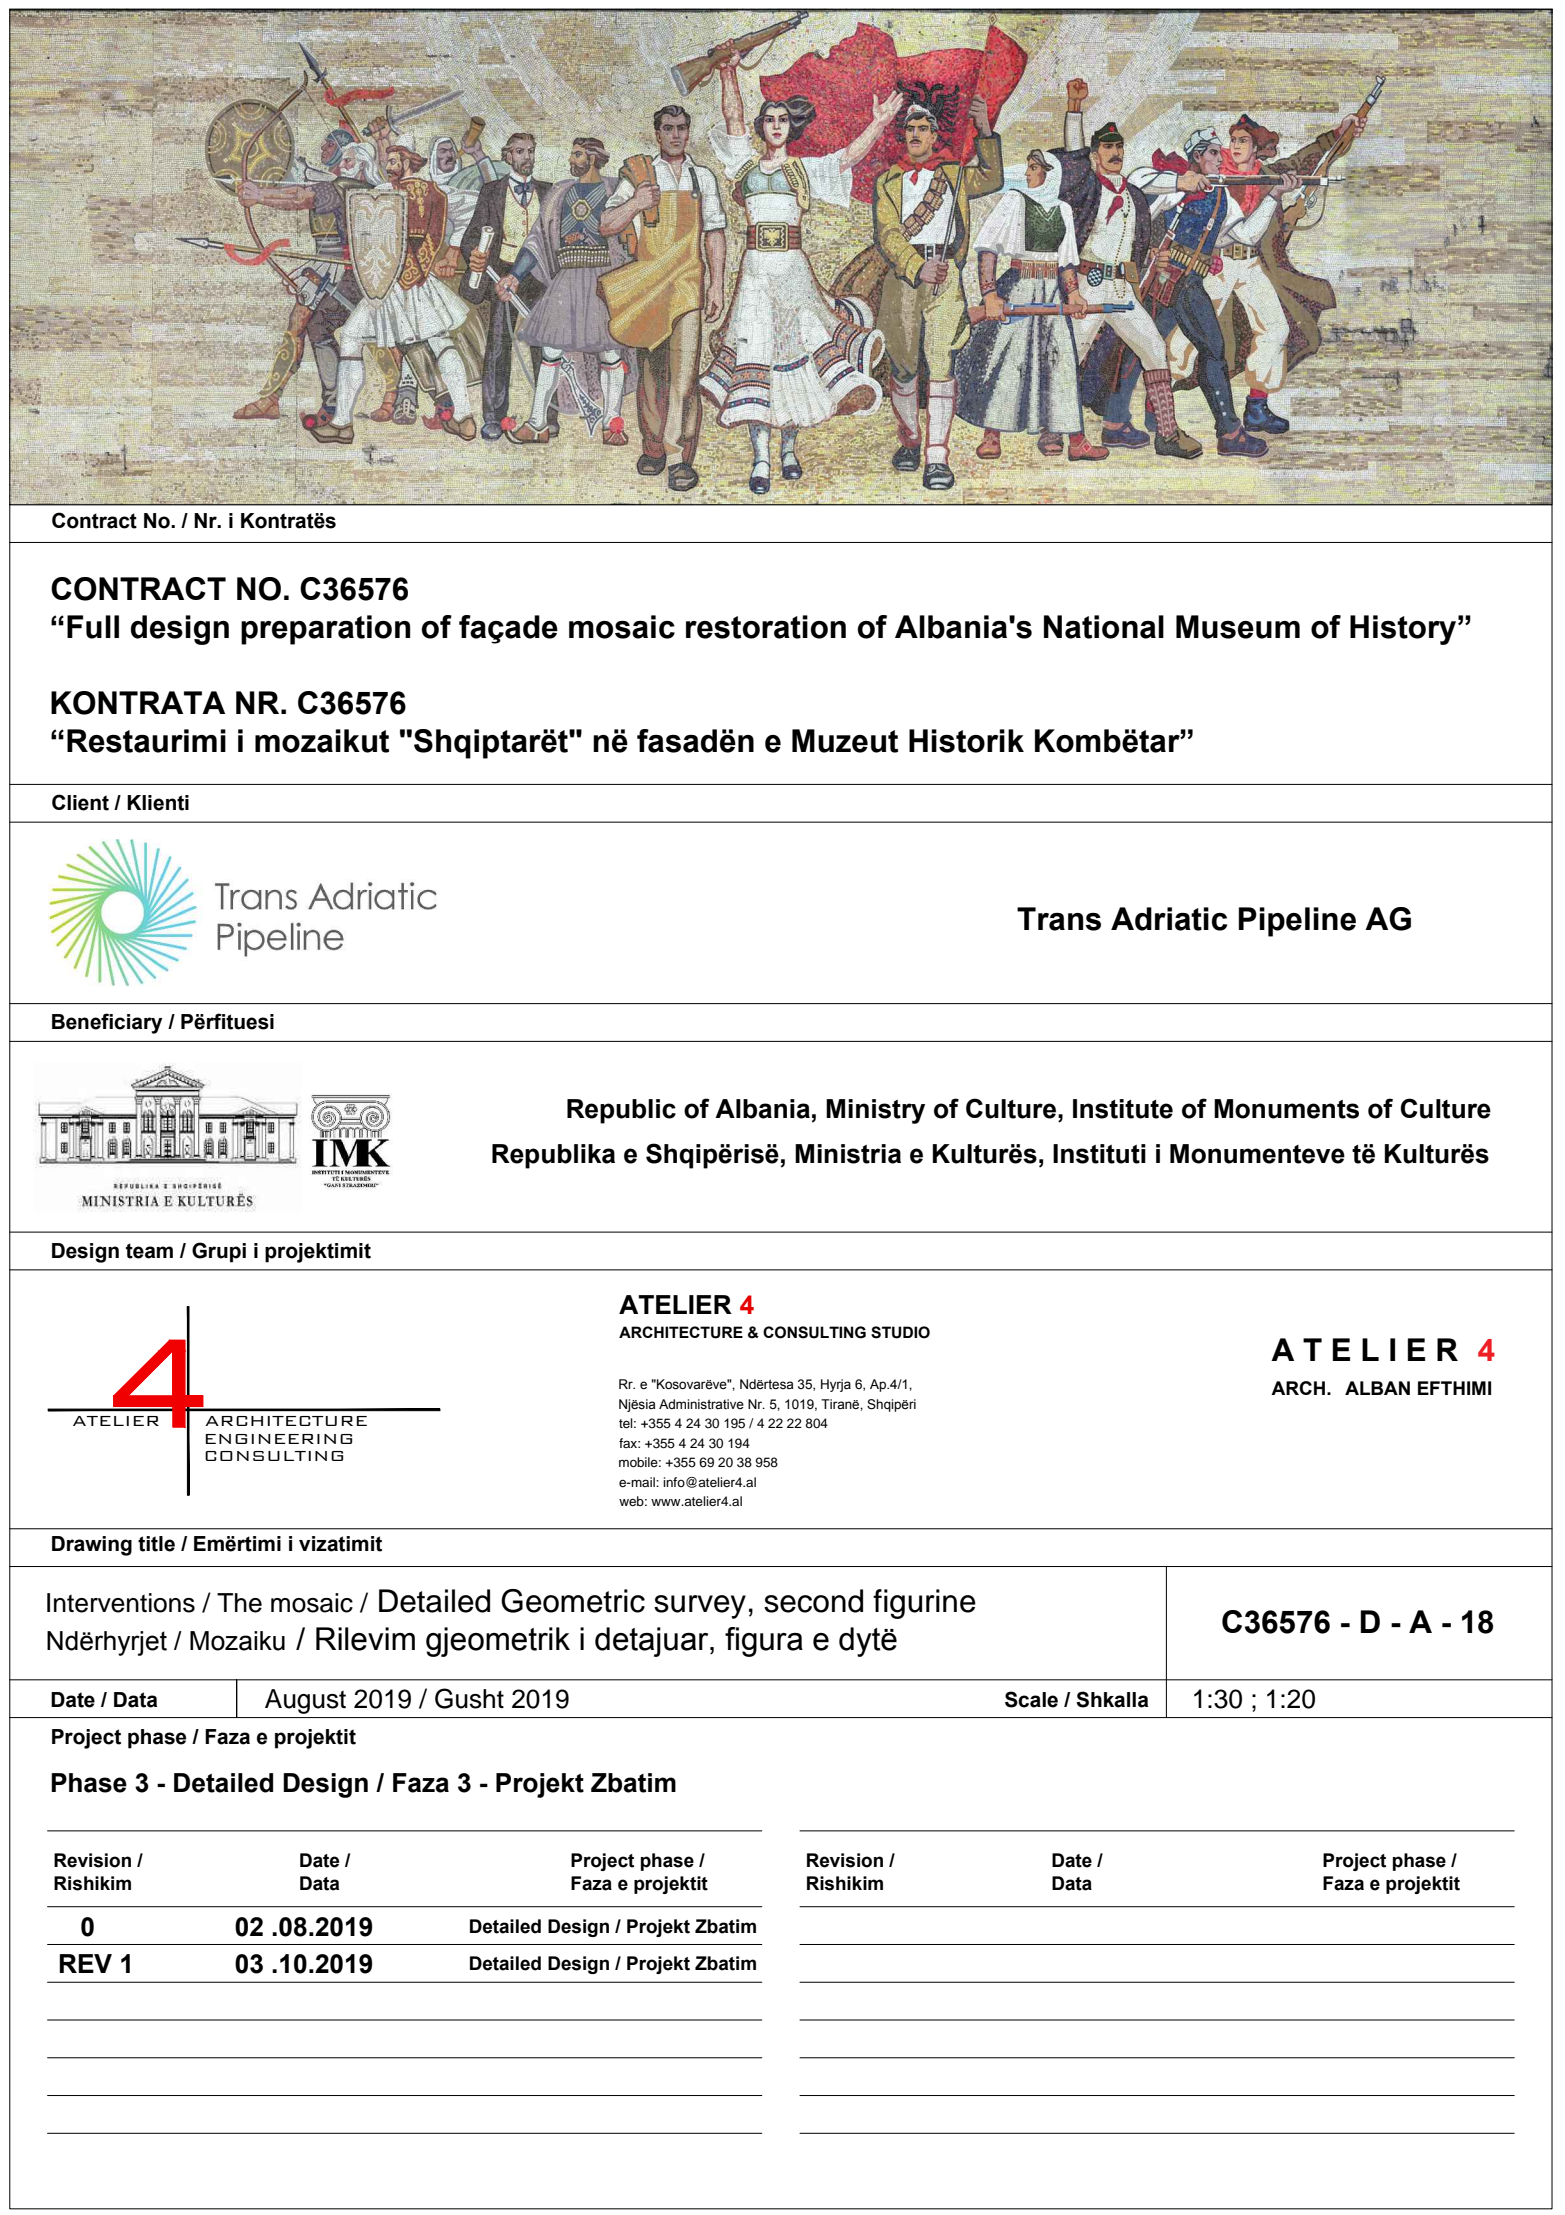 Contract No. / Nr. i Kontratës
CONTRACT NO. C36576
“Full design preparation of façade mosaic restoration of Albania's National Museum of History”
KONTRATA NR. C36576
“Restaurimi i mozaikut "Shqiptarët" në fasadën e Muzeut Historik Kombëtar”
Client / Klienti
Trans Adriatic
Pipeline
Trans Adriatic Pipeline AG
Beneficiary / Përfituesi
REPUBLIKA E SHQIPËRISË
MINISTRIA E KULTURËS
IMK
INSTITUTI I MONUMENTEVE
TË KULTURËS
"GANI STRAZIMIRI"
Republic of Albania, Ministry of Culture, Institute of Monuments of Culture
Republika e Shqipërisë, Ministria e Kulturës, Instituti i Monumenteve të Kulturës
Design team / Grupi i projektimit
4
ATELIER
ARCHITECTURE
ENGINEERING
CONSULTING
ATELIER 4
ARCHITECTURE & CONSULTING STUDIO
Rr. e "Kosovarëve", Ndërtesa 35, Hyrja 6, Ap.4/1,
Njësia Administrative Nr. 5, 1019, Tiranë, Shqipëri
tel: +355 4 24 30 195 / 4 22 22 804
fax: +355 4 24 30 194
mobile: +355 69 20 38 958
e-mail: info@atelier4.al
web: www.atelier4.al
ATELIER 4
ARCH. ALBAN EFTHIMI
Drawing title / Emërtimi i vizatimit
Interventions / The mosaic / Detailed Geometric survey, second figurine
Ndërhyrjet / Mozaiku / Rilevim gjeometrik i detajuar, figura e dytë
C36576 - D - A - 18
Date / Data
August 2019 / Gusht 2019
Scale / Shkalla
1:30 ; 1:20
Project phase / Faza e projektit
Phase 3 - Detailed Design / Faza 3 - Projekt Zbatim
Revision / Date / Project phase / Revision / Date / Project phase /
Rishikim Data Faza e projektit Rishikim Data Faza e projektit
0 02 .08.2019 Detailed Design / Projekt Zbatim
REV 1 03 .10.2019 Detailed Design / Projekt Zbatim